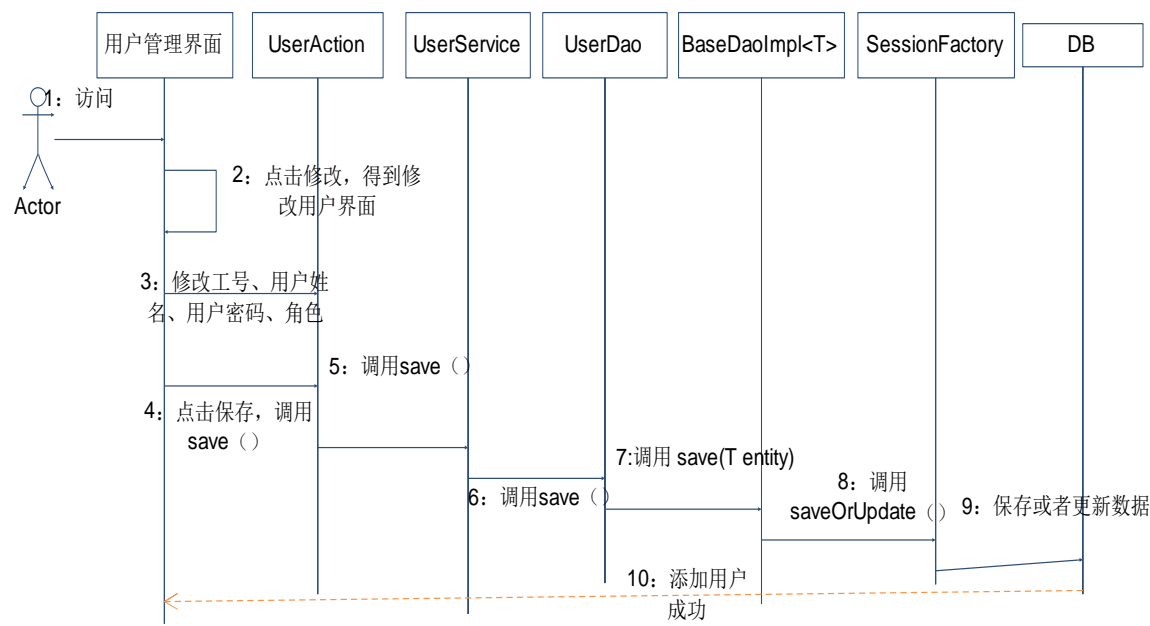 用户管理界面
UserAction
UserService
UserDao
BaseDaoImpl<T>
SessionFactory
DB
1：访问
Actor
2：点击修改，得到修
改用户界面
3：修改工号、用户姓
名、用户密码、角色
5：调用save（）
4：点击保存，调用
save（）
7:调用 save(T entity)
6：调用save（）
8：调用
saveOrUpdate（）
9：保存或者更新数据
10：添加用户
成功